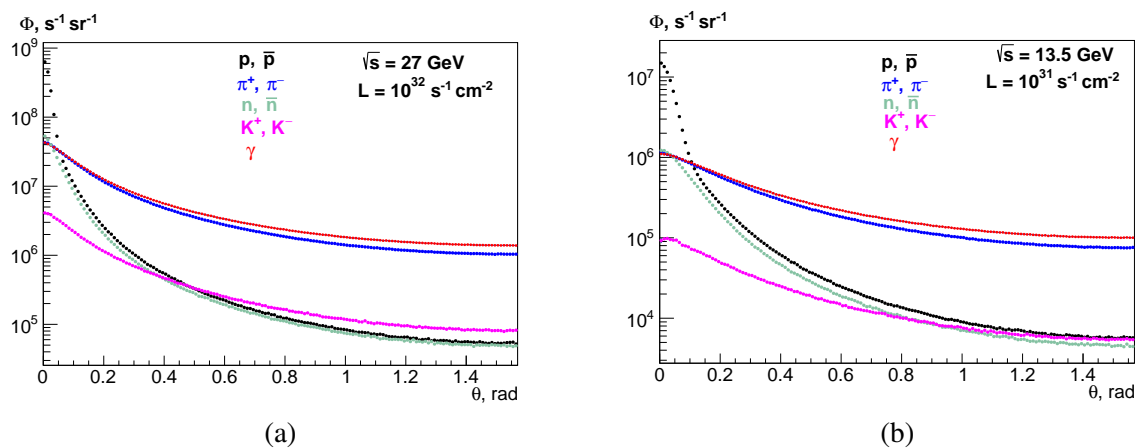 Φ, s⁻¹ sr⁻¹
10⁹
10⁸
10⁷
10⁶
10⁵
0 0.2 0.4 0.6 0.8 1 1.2 1.4
θ, rad
p, p̅
π⁺, π⁻
n, n̅
K⁺, K⁻
γ
√s = 27 GeV
L = 10³² s⁻¹ cm⁻²
(a)
Φ, s⁻¹ sr⁻¹
10⁷
10⁶
10⁵
10⁴
0 0.2 0.4 0.6 0.8 1 1.2 1.4
θ, rad
p, p̅
π⁺, π⁻
n, n̅
K⁺, K⁻
γ
√s = 13.5 GeV
L = 10³¹ s⁻¹ cm⁻²
(b)